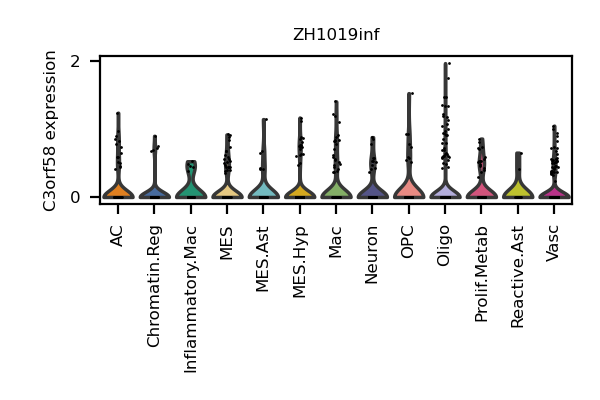 ZH1019inf
C3orf58 expression
2
0
AC
Chromatin.Reg
Inflammatory.Mac
MES
MES.Ast
MES.Hyp
Mac
Neuron
OPC
Oligo
Prolif.Metab
Reactive.Ast
Vasc